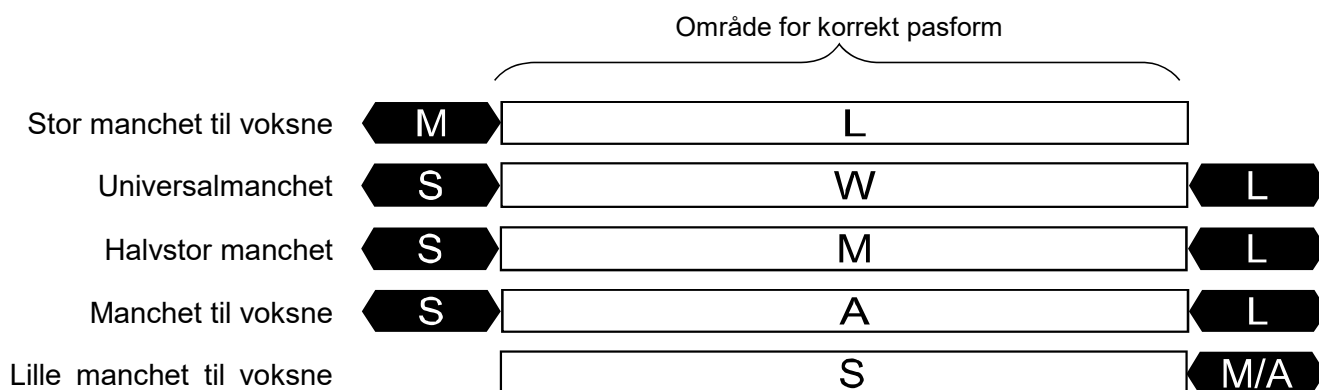 Område for korrekt pasform
Stor manchet til voksne M L
Universalmanchet S W L
Halvstor manchet S M L
Manchet til voksne S A L
Lille manchet til voksne S M/A